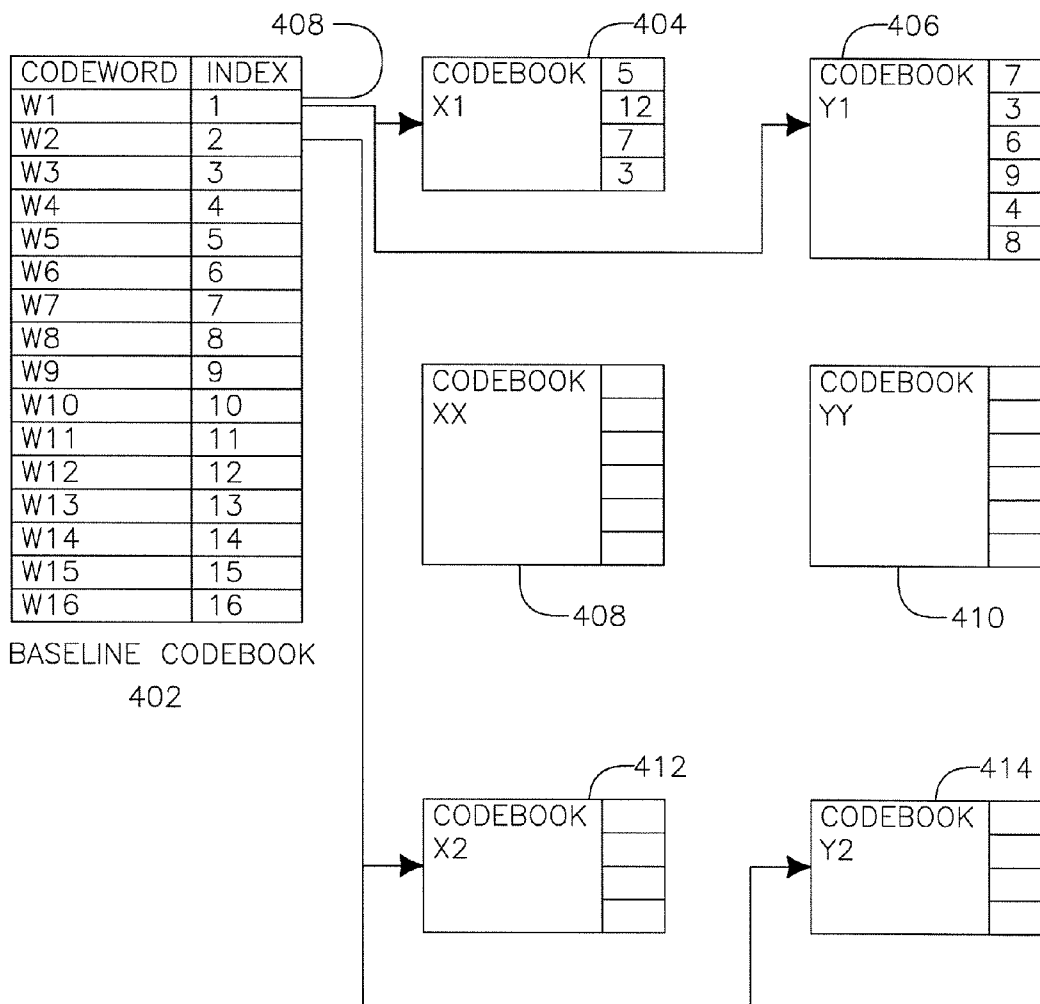 408
404
406
CODEWORD INDEX
W1 1
W2 2
W3 3
W4 4
W5 5
W6 6
W7 7
W8 8
W9 9
W10 10
W11 11
W12 12
W13 13
W14 14
W15 15
W16 16
BASELINE CODEBOOK
402
CODEBOOK 5
X1 12
7
3
CODEBOOK 7
Y1 3
6
9
4
8
CODEBOOK
XX
408
CODEBOOK
YY
410
412
CODEBOOK
X2
414
CODEBOOK
Y2